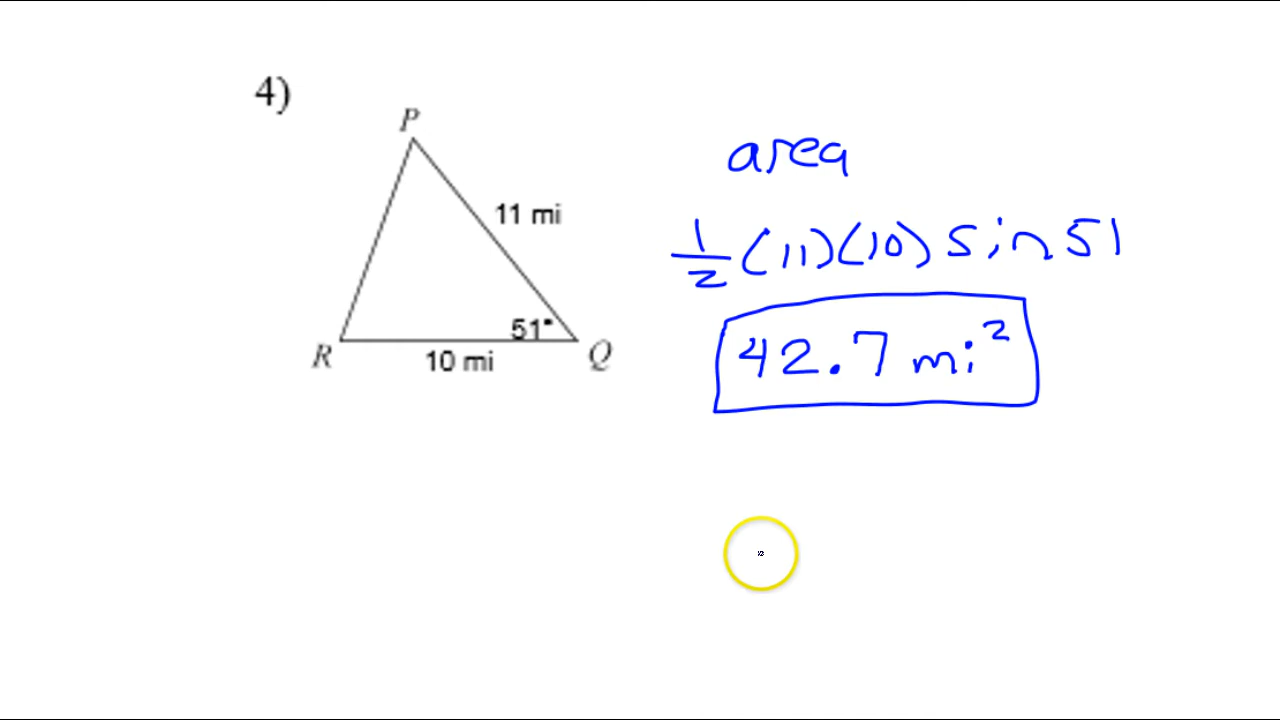 4)
P
11 mi
51°
R
10 mi
Q
area
1/2 (11)(10) sin 51
42.7 mi²